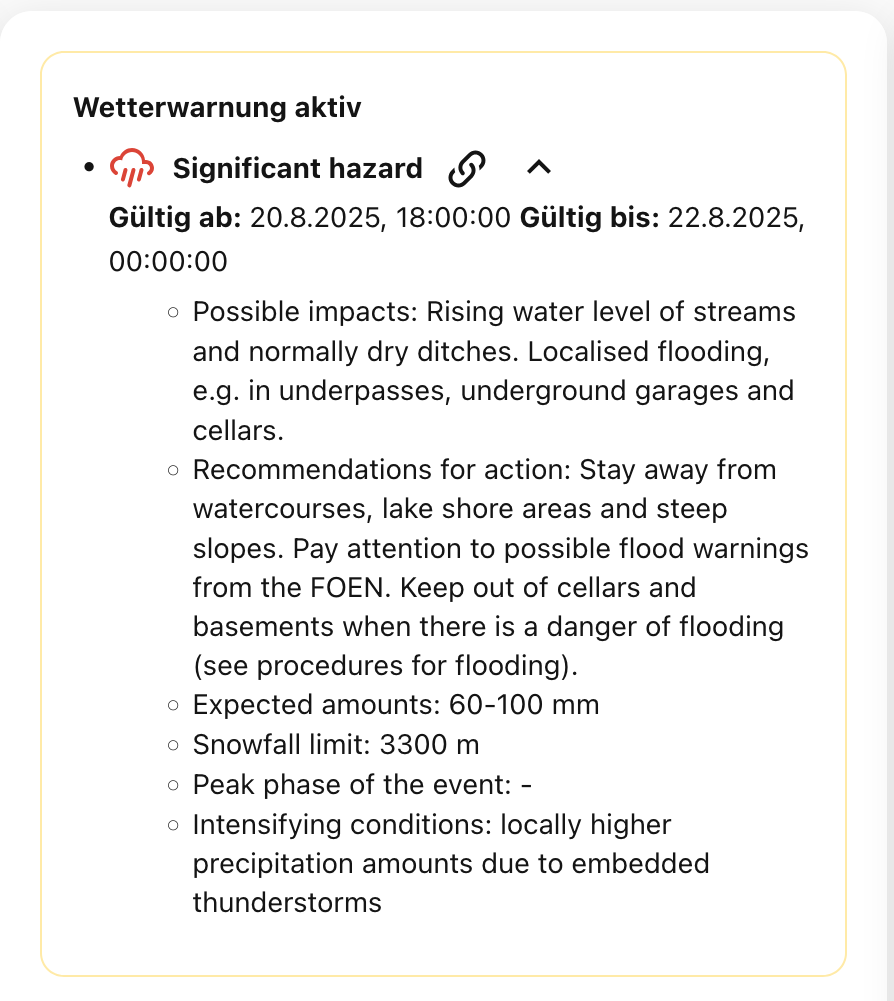 Wetterwarnung aktiv
Significant hazard
Gültig ab: 20.8.2025, 18:00:00 Gültig bis: 22.8.2025,
00:00:00
Possible impacts: Rising water level of streams
and normally dry ditches. Localised flooding,
e.g. in underpasses, underground garages and
cellars.
Recommendations for action: Stay away from
watercourses, lake shore areas and steep
slopes. Pay attention to possible flood warnings
from the FOEN. Keep out of cellars and
basements when there is a danger of flooding
(see procedures for flooding).
Expected amounts: 60-100 mm
Snowfall limit: 3300 m
Peak phase of the event: -
Intensifying conditions: locally higher
precipitation amounts due to embedded
thunderstorms